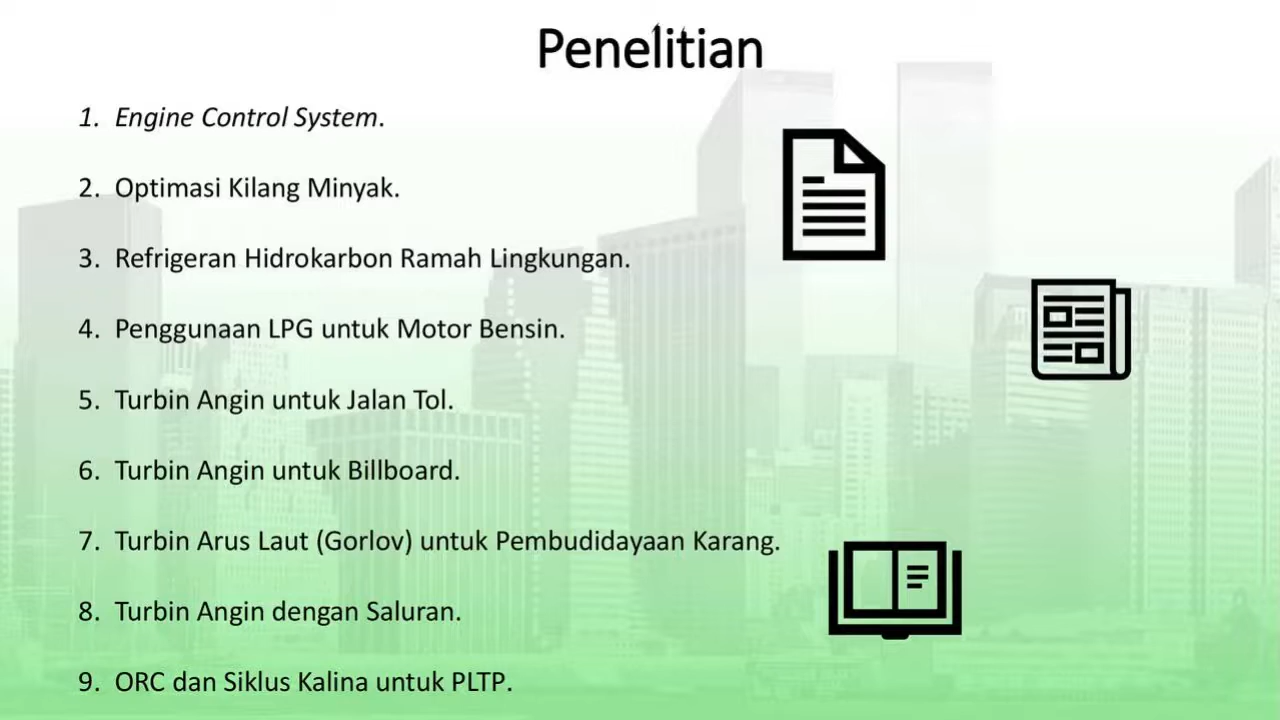 Penelitian
1. Engine Control System.
2. Optimasi Kilang Minyak.
3. Refrigeran Hidrokarbon Ramah Lingkungan.
4. Penggunaan LPG untuk Motor Bensin.
5. Turbin Angin untuk Jalan Tol.
6. Turbin Angin untuk Billboard.
7. Turbin Arus Laut (Gorlov) untuk Pembudidayaan Karang.
8. Turbin Angin dengan Saluran.
9. ORC dan Siklus Kalina untuk PLTP.